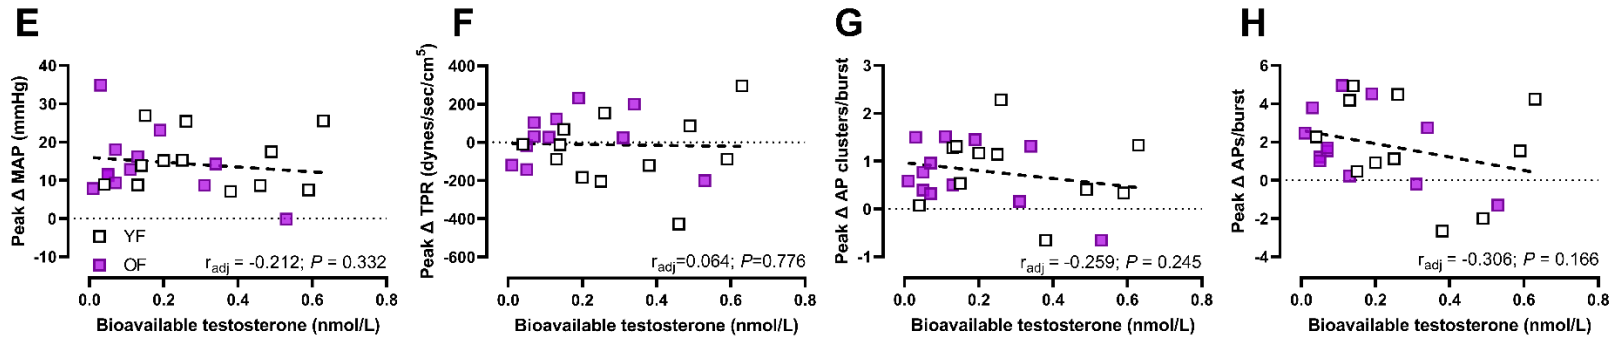 E
F
G
H
Peak Δ MAP (mmHg)
40
30
20
10
0
-10
YF
OF
r_adj = -0.212; P = 0.332
0.0 0.2 0.4 0.6 0.8
Bioavailable testosterone (nmol/L)
Peak Δ TPR (dynes/sec/cm⁵)
400
200
0
-200
-400
-600
r_adj=0.064; P=0.776
0.0 0.2 0.4 0.6 0.8
Bioavailable testosterone (nmol/L)
Peak Δ AP clusters/burst
3
2
1
0
-1
r_adj = -0.259; P = 0.245
0.0 0.2 0.4 0.6 0.8
Bioavailable testosterone (nmol/L)
Peak Δ APs/burst
6
4
2
0
-2
-4
r_adj = -0.306; P = 0.166
0.0 0.2 0.4 0.6 0.8
Bioavailable testosterone (nmol/L)